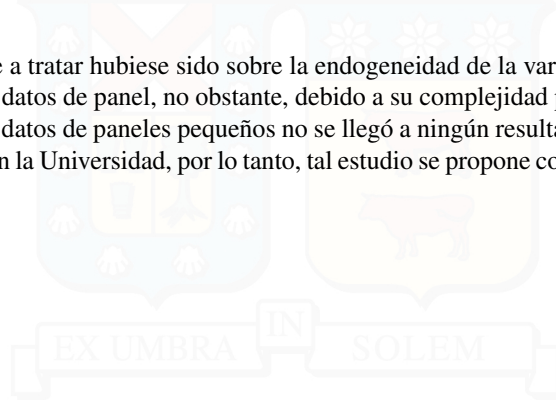 e a tratar hubiese sido sobre la endogeneidad de la var
datos de panel, no obstante, debido a su complejidad
datos de paneles pequeños no se llegó a ningún result
n la Universidad, por lo tanto, tal estudio se propone co
IN
EX UMBRA SOLEM